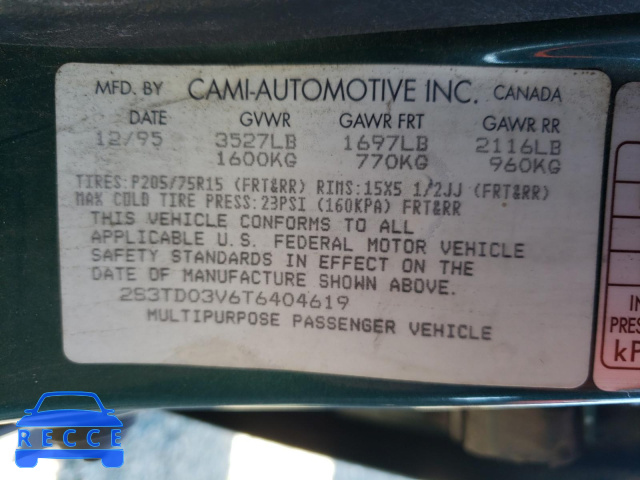 MFD. BY CAMI-AUTOMOTIVE INC. CANADA
DATE GVWR GAWR FRT GAWR RR
12/95 3527LB 1697LB 2116LB
1600KG 770KG 960KG
TIRES:P205/75R15 (FRT&RR) RIMS:15X5 1/2JJ (FRT&RR)
MAX COLD TIRE PRESS:23PSI (160KPA) FRT&RR
THIS VEHICLE CONFORMS TO ALL
APPLICABLE U.S. FEDERAL MOTOR VEHICLE
SAFETY STANDARDS IN EFFECT ON THE
DATE OF MANUFACTURE SHOWN ABOVE.
2S3TD03V6T6404619
MULTIPURPOSE PASSENGER VEHICLE
RECCE